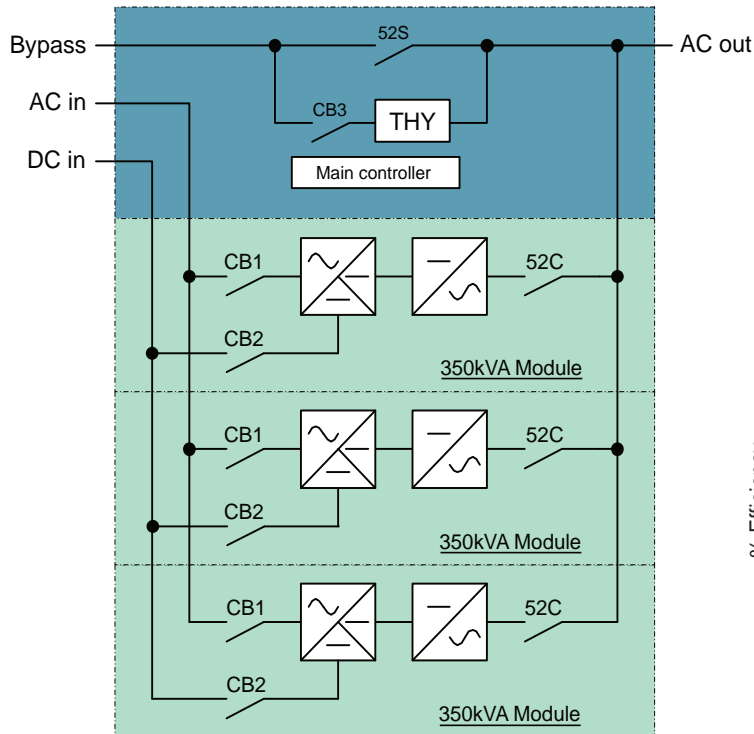 Bypass
52S
AC out
AC in
CB3
THY
DC in
Main controller
CB1
52C
CB2
350kVA Module
CB1
52C
CB2
350kVA Module
% Efficiency
CB1
52C
CB2
350kVA Module